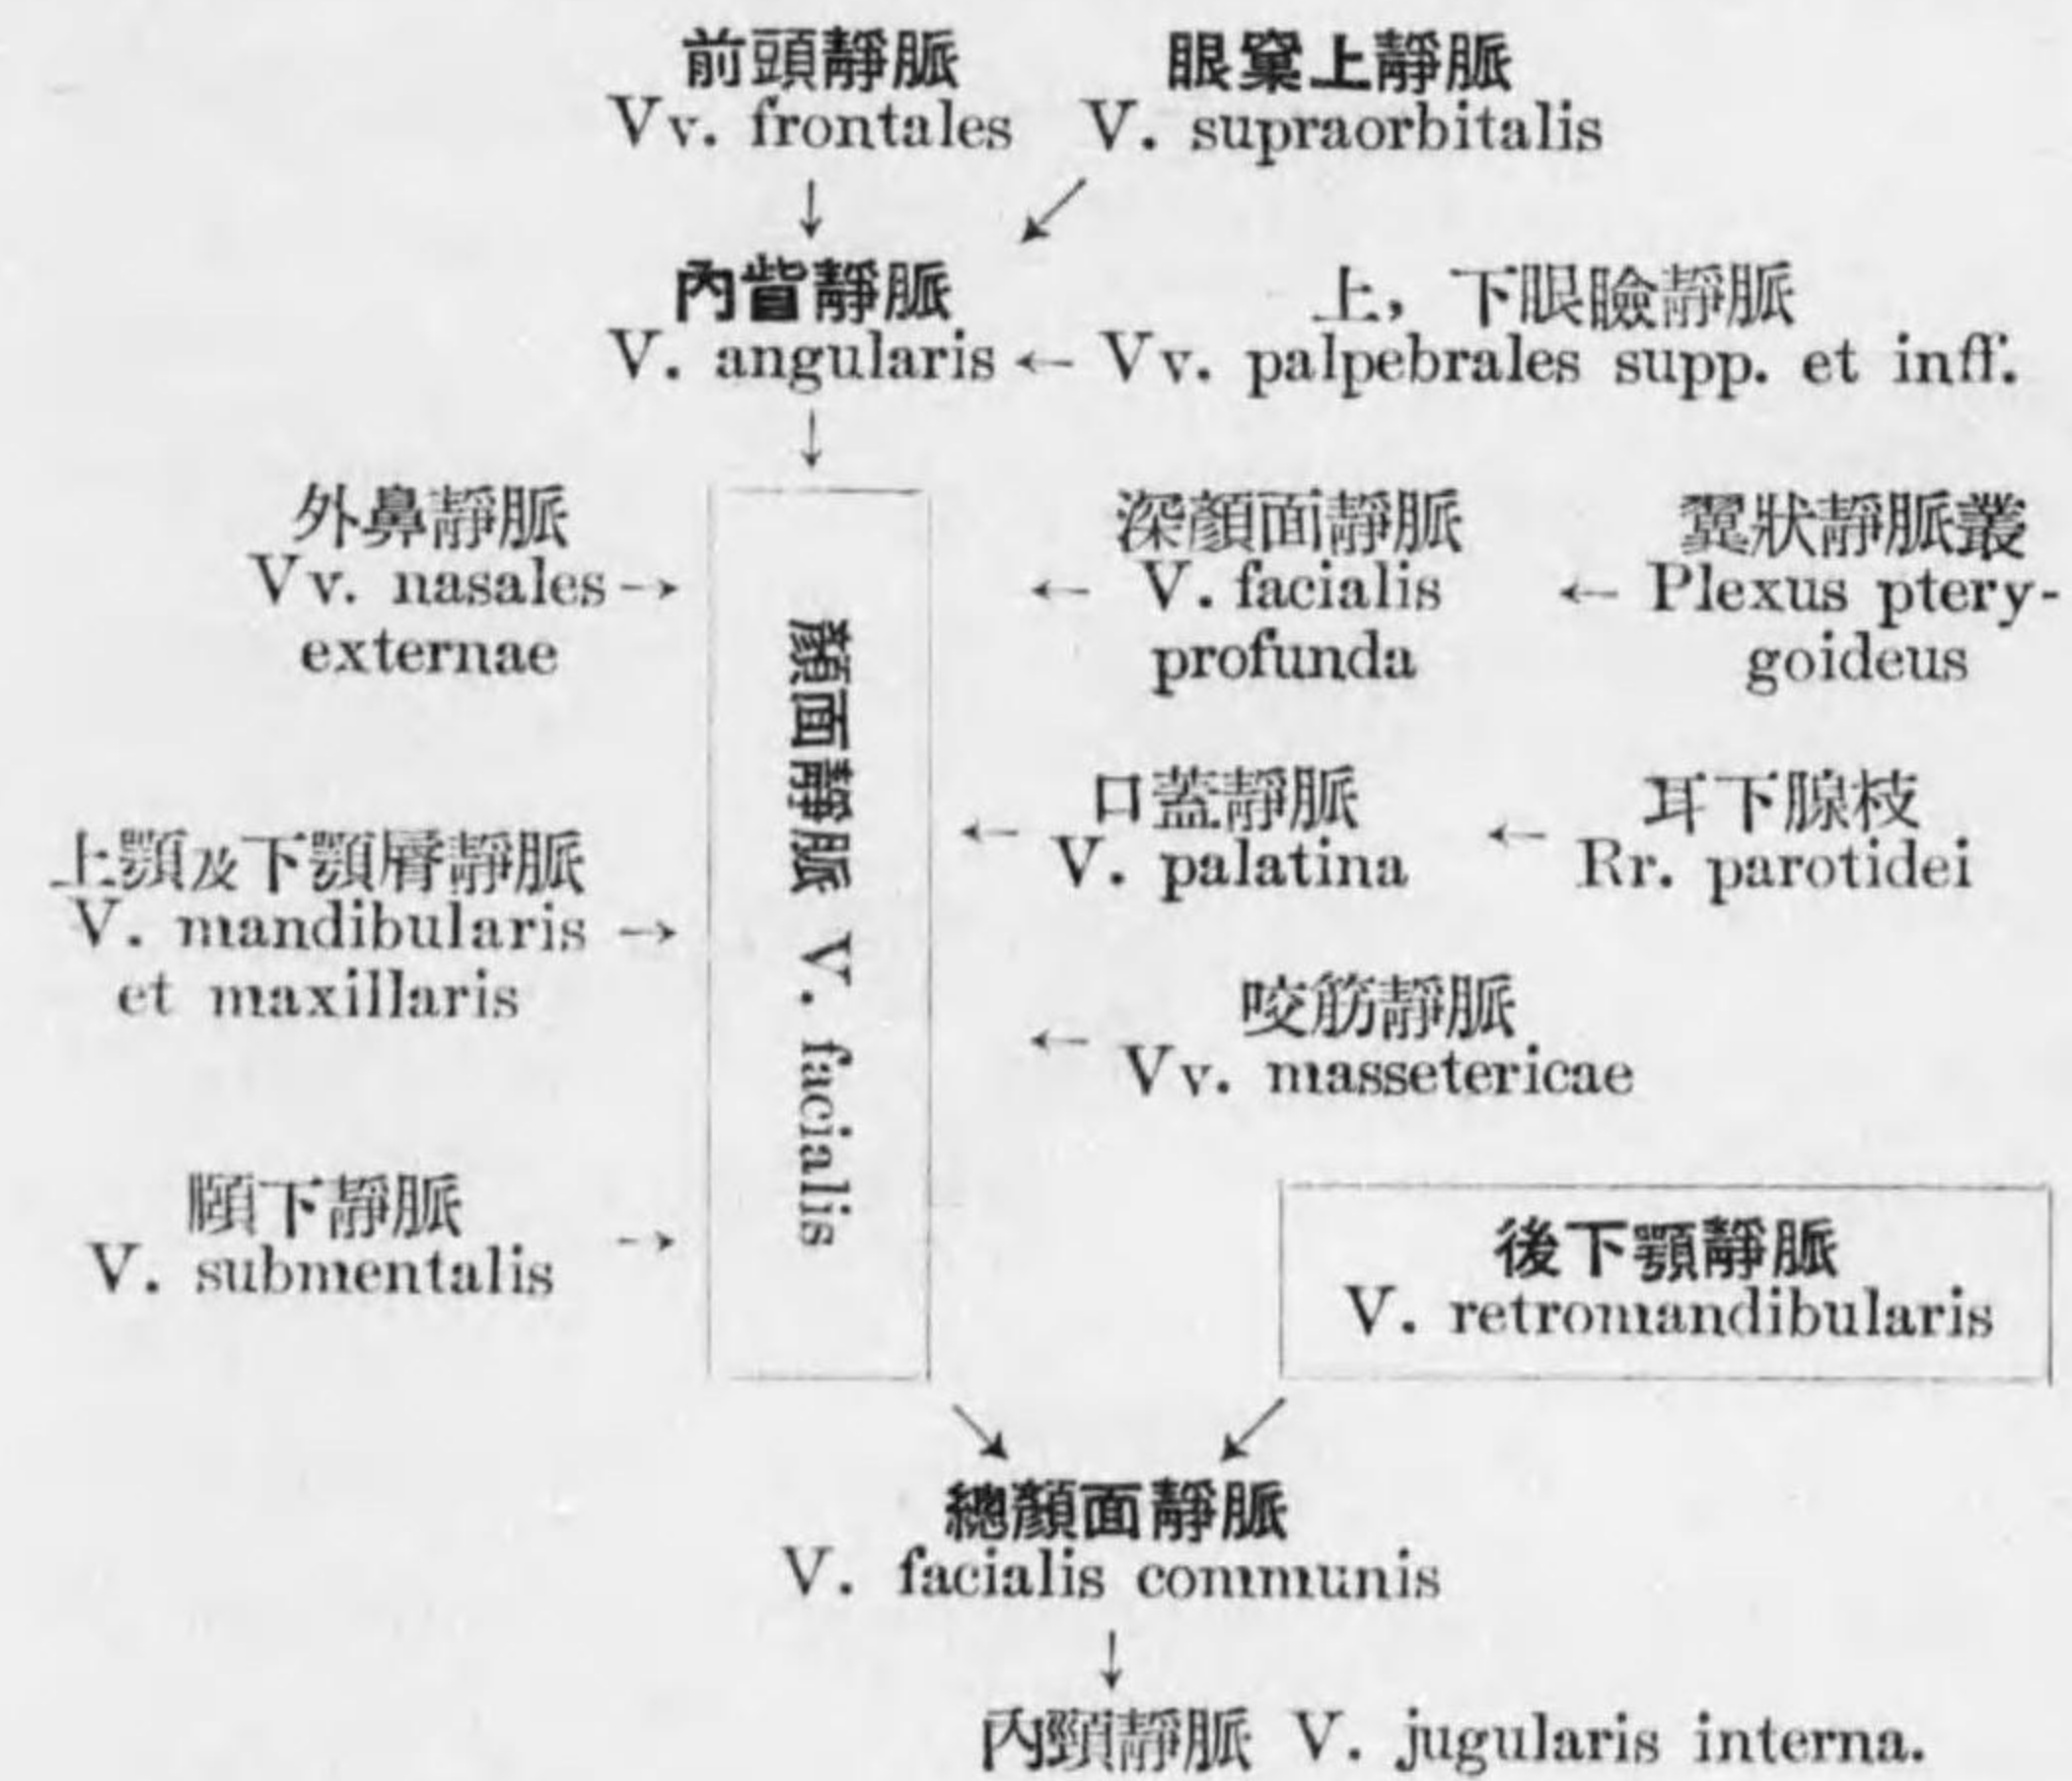 前頭靜脈
Vv. frontales
眼窠上靜脈
V. supraorbitalis
↓ ↙
內眥靜脈
V. angularis ←
上，下眼瞼靜脈
Vv. palpebrales supp. et inff.
↓
外鼻靜脈
Vv. nasales →
externae
上顎及下顎脣靜脈
V. mandibularis →
et maxillaris
頤下靜脈
V. submentalis →
顏面靜脈 V. facialis
深顏面靜脈
← V. facialis
profunda
翼狀靜脈叢
← Plexus ptery-
goideus
口蓋靜脈
← V. palatina
耳下腺枝
← Rr. parotidei
咬筋靜脈
← Vv. massetericae
後下顎靜脈
V. retromandibularis
↘ ↙
總顏面靜脈
V. facialis communis
↓
內頸靜脈 V. jugularis interna.